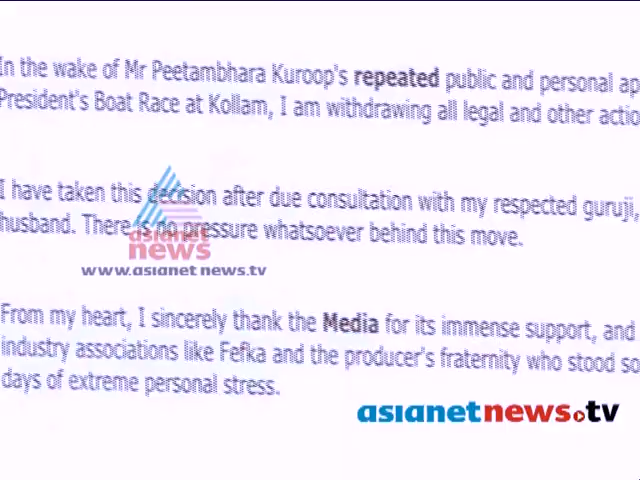 In the wake of Mr Peetambhara Kuroop's repeated public and personal ap
President's Boat Race at Kollam, I am withdrawing all legal and other actio
I have taken this decision after due consultation with my respected guruji,
husband. There is no pressure whatsoever behind this move.
asianet
news
www.asianetnews.tv
From my heart, I sincerely thank the Media for its immense support, and
industry associations like Fefka and the producer's fraternity who stood so
days of extreme personal stress.
asianetnews.tv